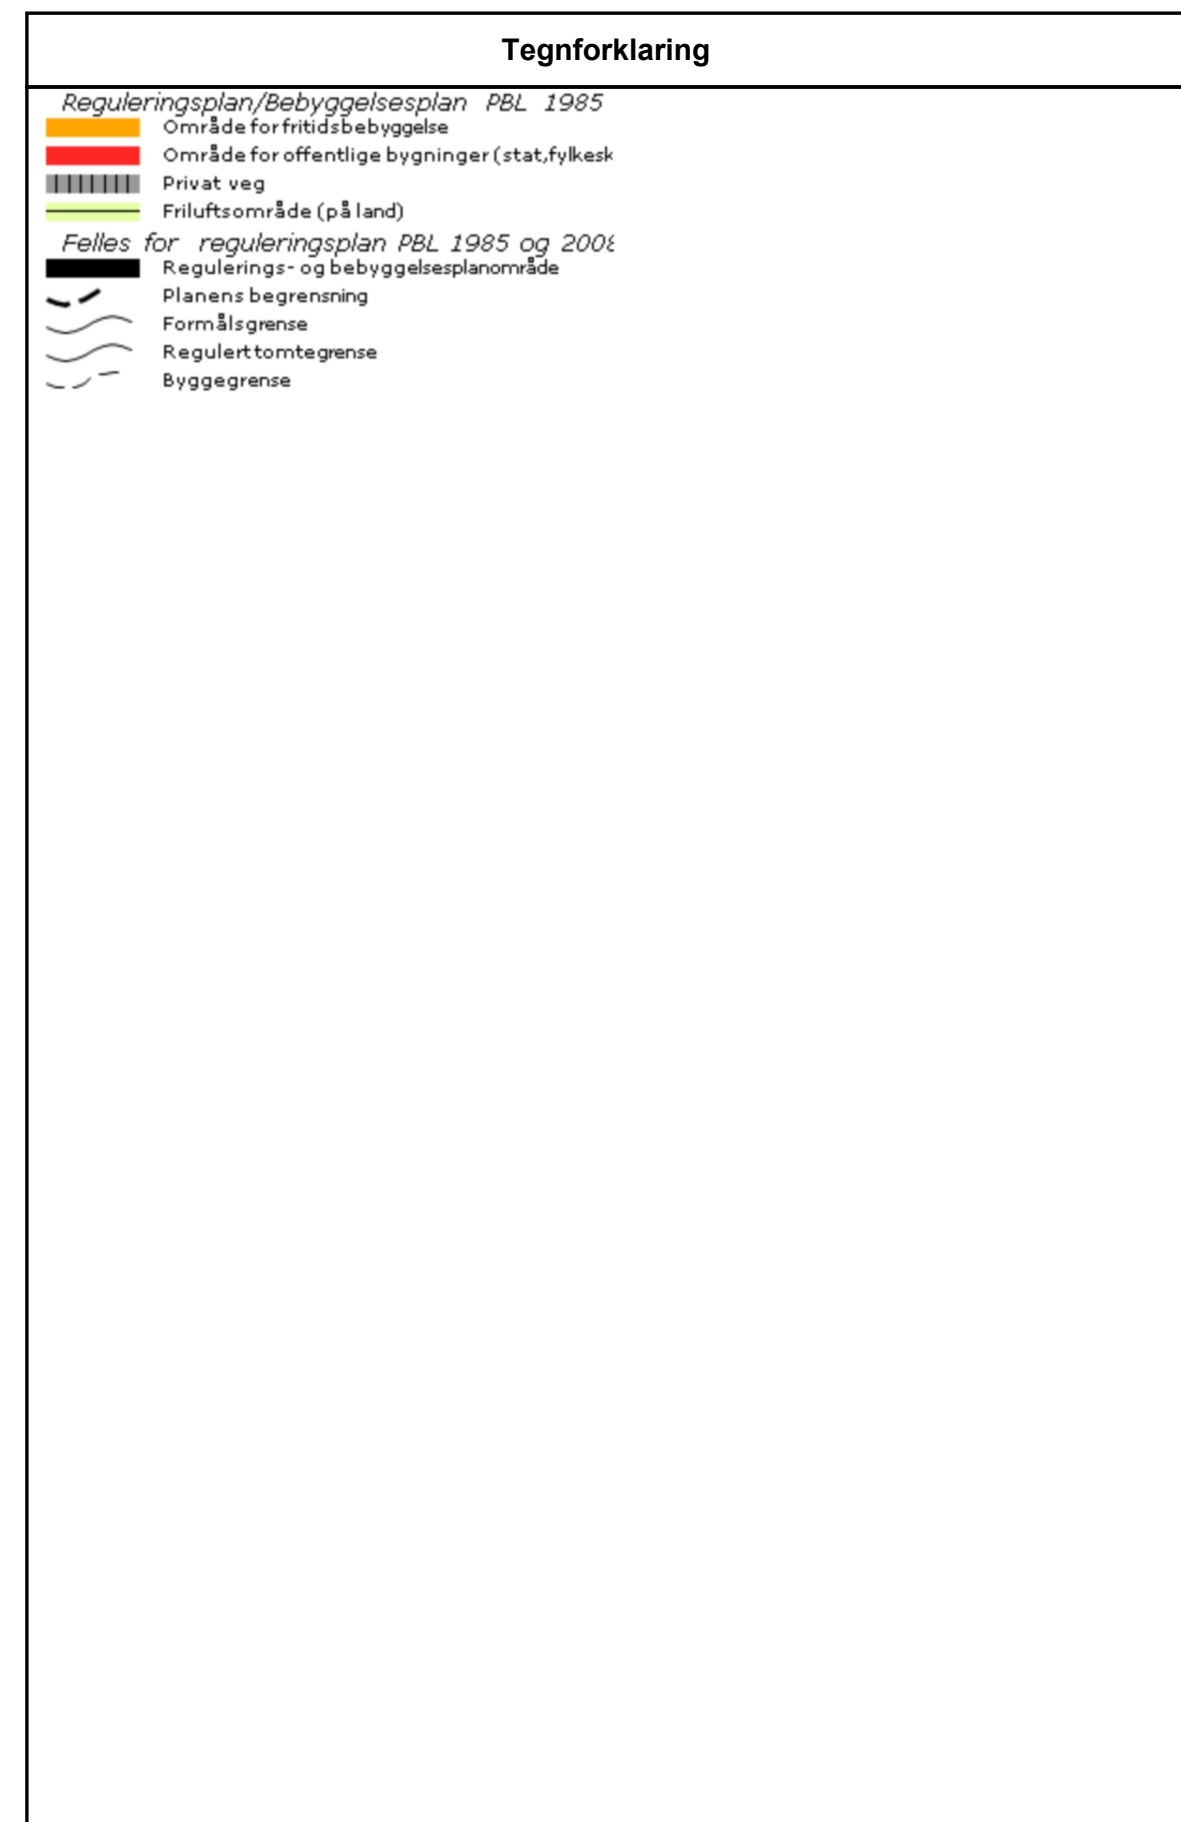 Tegnforklaring
Reguleringsplan/Bebyggelsesplan PBL 1985
Område for fritidsbebyggelse
Område for offentlige bygninger (stat,fylkesk
Privat veg
Friluftsområde (på land)
Felles for reguleringsplan PBL 1985 og 2008
Regulerings- og bebyggelsesplanområde
Planens begrensning
Formålsgrense
Regulert tomtegrense
Byggegrense